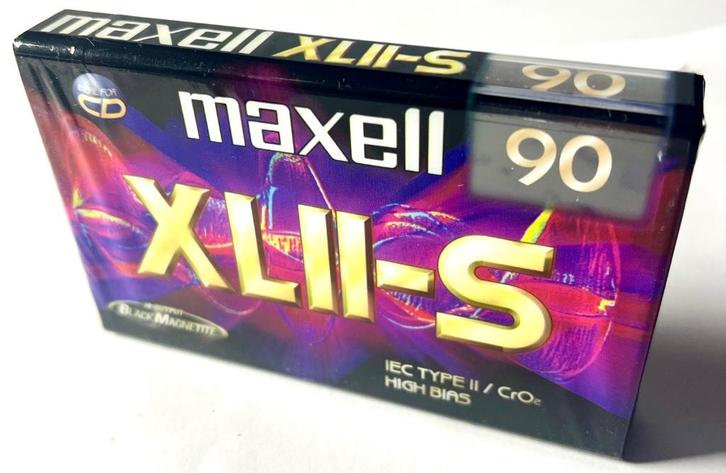 maxell XLII-S 90
CD
maxell
90
XLII-S
BLACK MAGNETITE
IEC TYPE II / CrO₂
HIGH BIAS